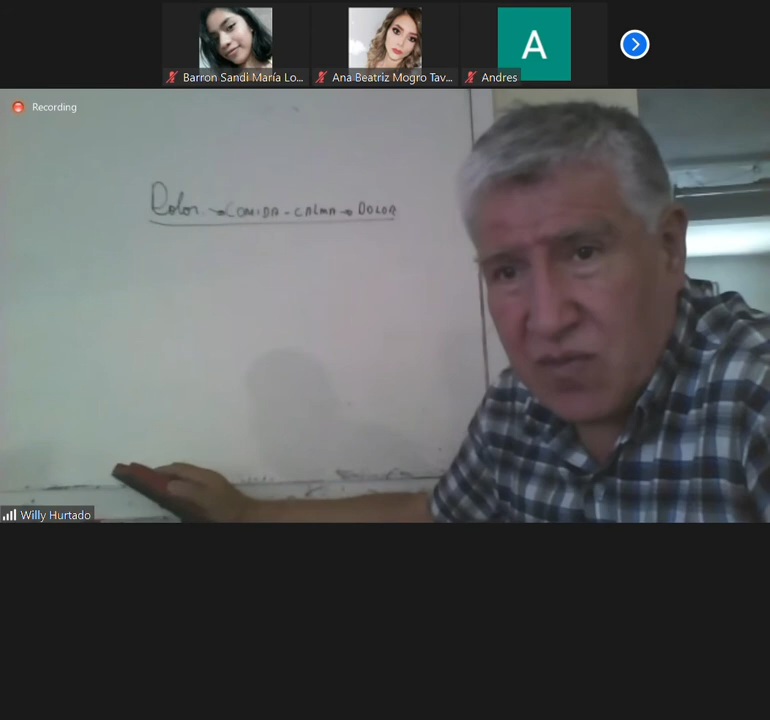 Barron Sandi María Lo...
Ana Beatriz Mogro Tav...
A
Andres
Recording
Dolor → COMIDA - CALMA → DOLOR
Willy Hurtado